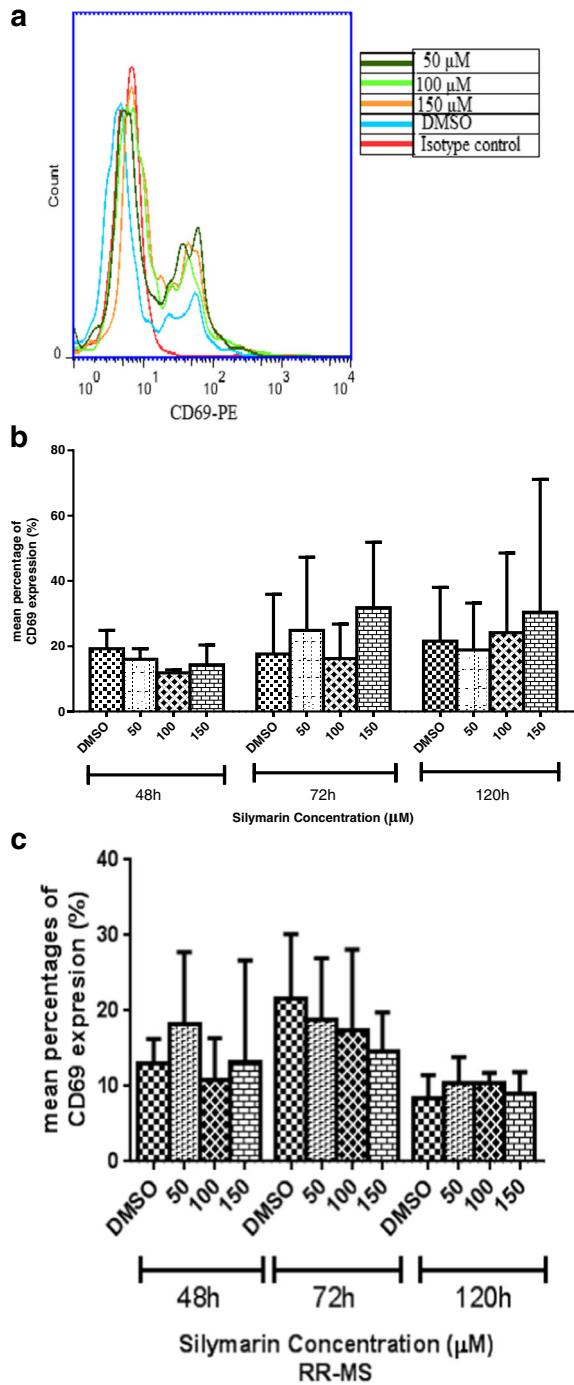 a
50 µM
100 µM
150 µM
DMSO
Isotype control
Count
0
10^0 10^1 10^2 10^3 10^4
CD69-PE
b
mean percentage of
CD69 expression (%)
80
60
40
20
0
DMSO 50 100 150 DMSO 50 100 150 DMSO 50 100 150
48h 72h 120h
Silymarin Concentration (µM)
c
mean percentages of
CD69 expresion (%)
40
30
20
10
0
DMSO 50 100 150 DMSO 50 100 150 DMSO 50 100 150
48h 72h 120h
Silymarin Concentration (µM)
RR-MS